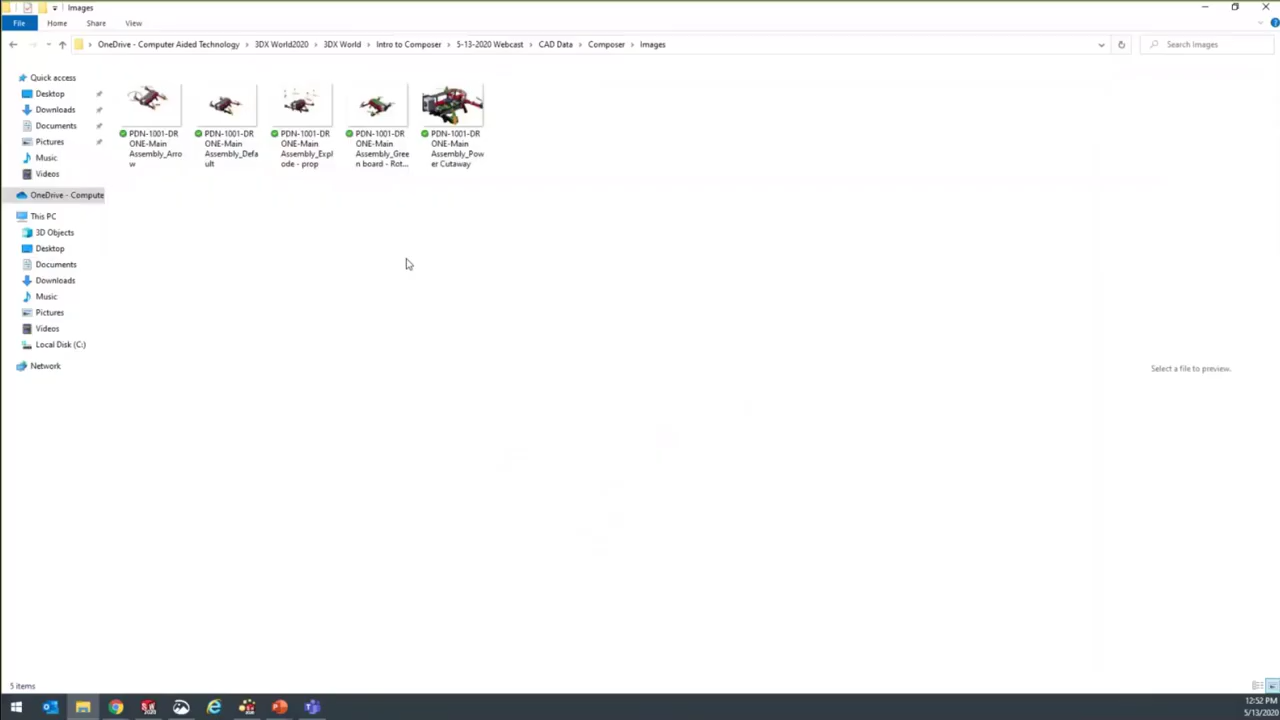 Images
File
Home
Share
View
OneDrive - Computer Aided Technology
3DX World2020
3DX World
Intro to Composer
5-13-2020 Webcast
CAD Data
Composer
Images
Search Images
Quick access
Desktop
Downloads
Documents
Pictures
Music
Videos
OneDrive - Compute
This PC
3D Objects
Desktop
Documents
Downloads
Music
Pictures
Videos
Local Disk (C:)
Network
PDN-1001-DR
ONE-Main
Assembly_Arro
w
PDN-1001-DR
ONE-Main
Assembly_Defa
ult
PDN-1001-DR
ONE-Main
Assembly_Expl
ode - prop
PDN-1001-DR
ONE-Main
Assembly_Gree
n board - Rot...
PDN-1001-DR
ONE-Main
Assembly_Pow
er Cutaway
Select a file to preview.
5 items
12:52 PM
5/13/2020